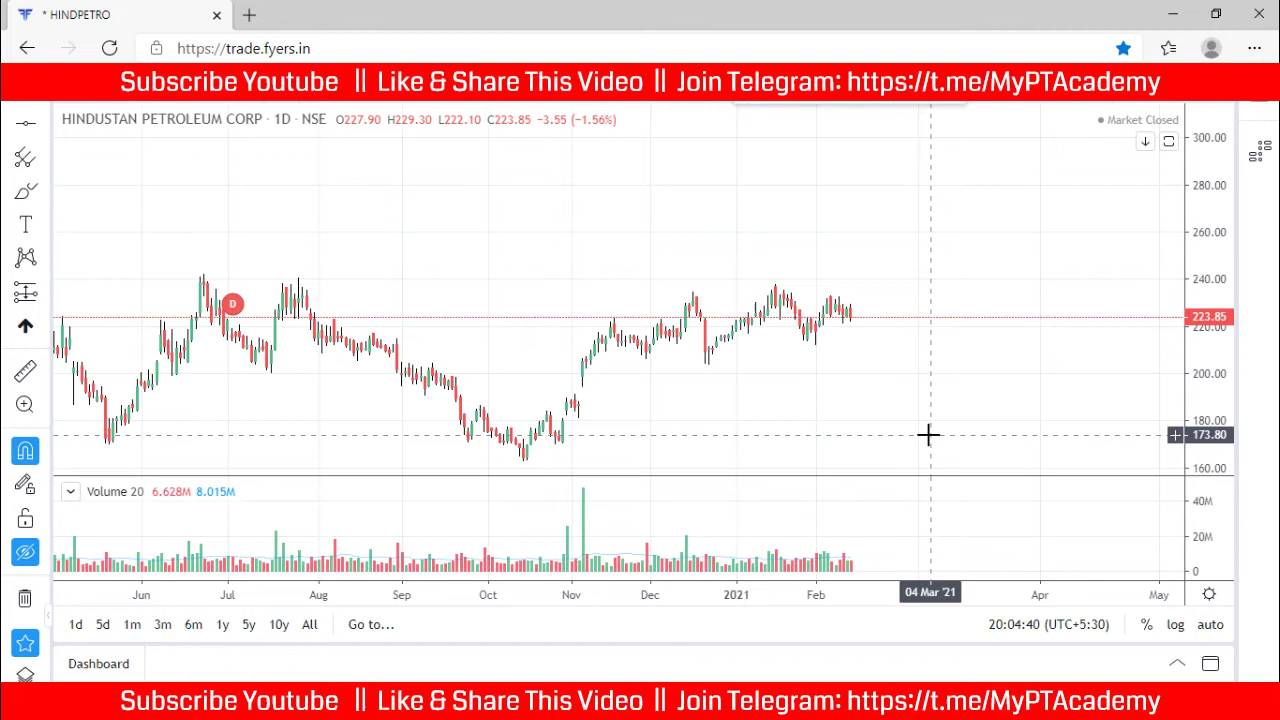 * HINDPETRO
https://trade.fyers.in
Subscribe Youtube || Like & Share This Video || Join Telegram: https://t.me/MyPTAcademy
HINDUSTAN PETROLEUM CORP · 1D · NSE O227.90 H229.30 L222.10 C223.85 -3.55 (-1.56%)
Market Closed
300.00
280.00
260.00
240.00
D
223.85
220.00
200.00
180.00
173.80
160.00
Volume 20 6.628M 8.015M
40M
20M
0
Jun Jul Aug Sep Oct Nov Dec 2021 Feb 04 Mar '21 Apr May
1d 5d 1m 3m 6m 1y 5y 10y All Go to... 20:04:40 (UTC+5:30) % log auto
Dashboard
Subscribe Youtube || Like & Share This Video || Join Telegram: https://t.me/MyPTAcademy